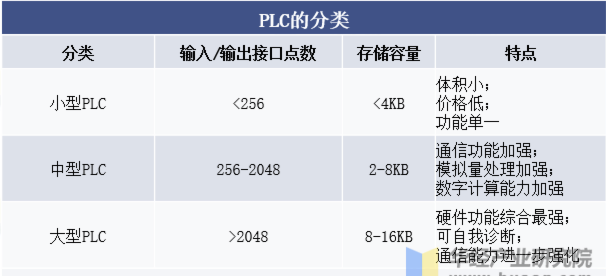 PLC的分类
分类 输入/输出接口点数 存储容量 特点
小型PLC <256 <4KB 体积小;
价格低;
功能单一
中型PLC 256-2048 2-8KB 通信功能加强;
模拟量处理加强;
数字计算能力加强
大型PLC >2048 8-16KB 硬件功能综合最强;
可自我诊断;
通信能力进一步强化
华经产业研究院